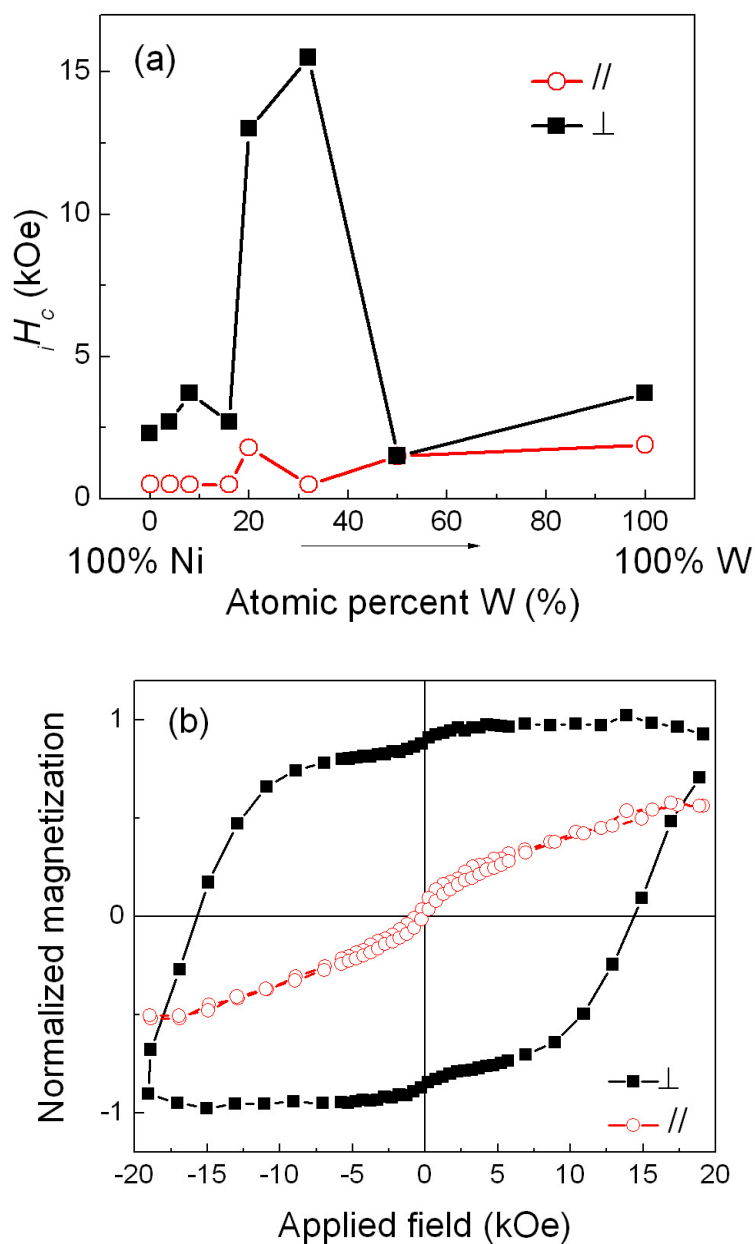 (a)
//
⊥
15
10
5
0
iHc (kOe)
0 20 40 60 80 100
100% Ni 100% W
Atomic percent W (%)
(b)
1
0
-1
Normalized magnetization
⊥
//
-20 -15 -10 -5 0 5 10 15 20
Applied field (kOe)